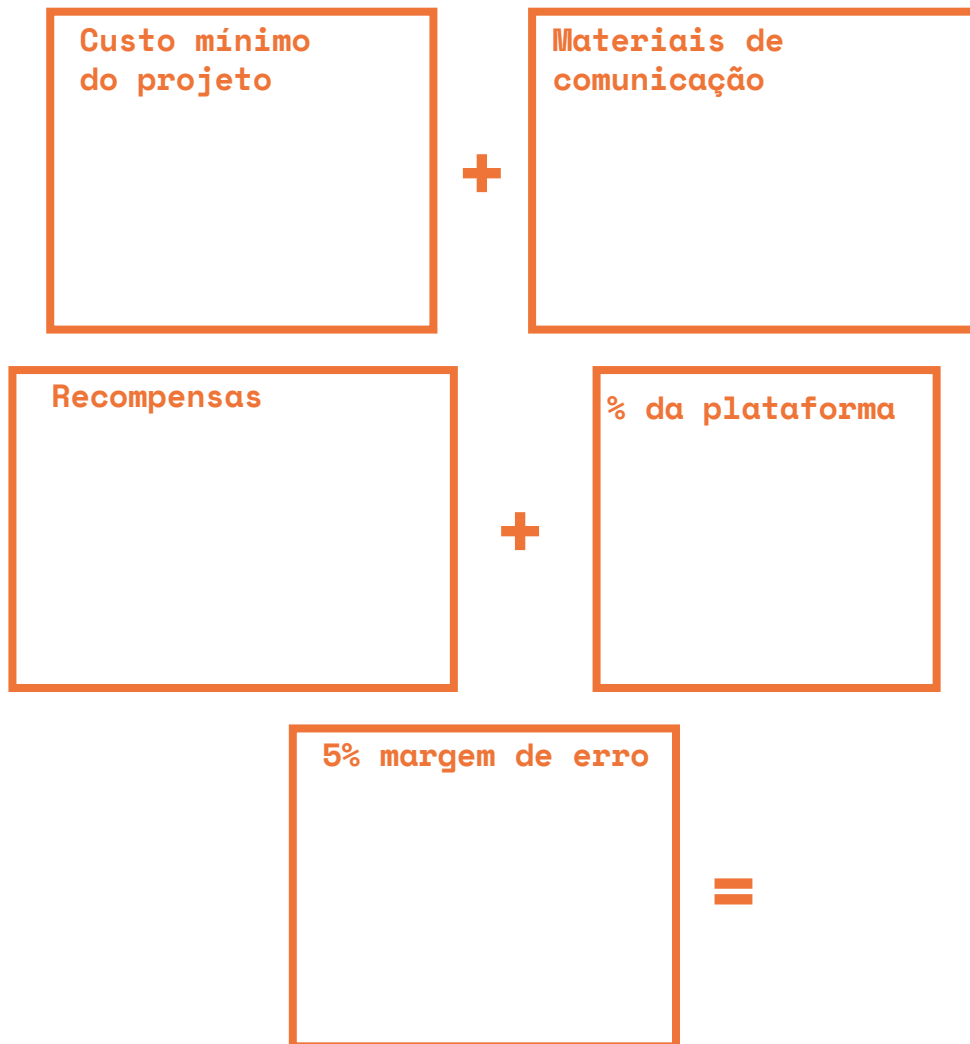 Custo mínimo
do projeto
Materiais de
comunicação
+
Recompensas
% da plataforma
+
5% margem de erro
=